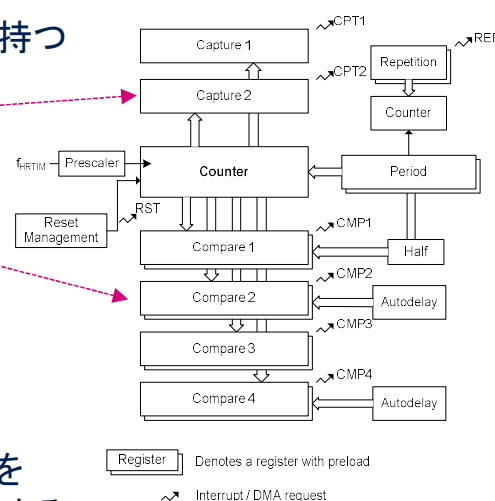 持つ
CPT1
Capture 1
REP
Repetition
CPT2
Capture 2
Counter
fHRTIM
Prescaler
Counter
Period
RST
Reset
Management
CMP1
Compare 1
Half
CMP2
Compare 2
Autodelay
CMP3
Compare 3
CMP4
Compare 4
Autodelay
を
Register
Denotes a register with preload
Interrupt / DMA request